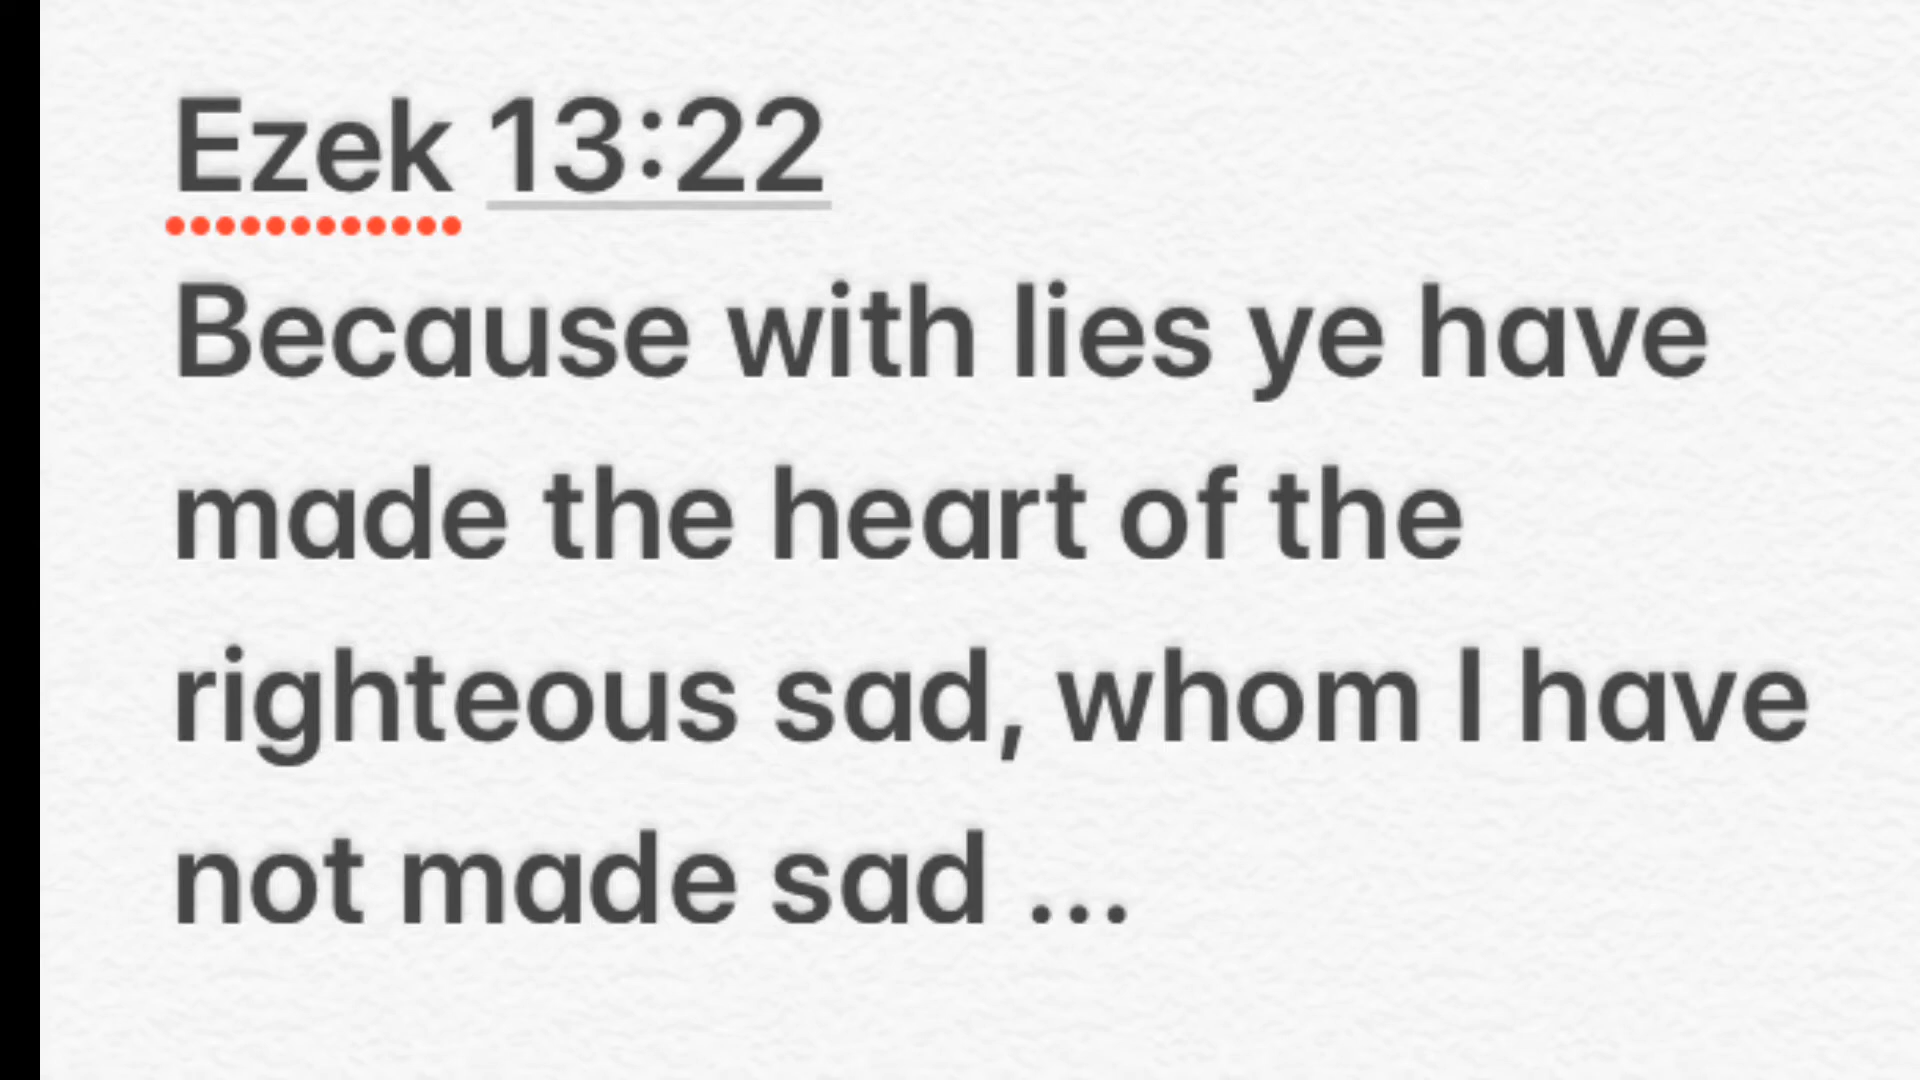 Ezek 13:22
Because with lies ye have
made the heart of the
righteous sad, whom I have
not made sad ...